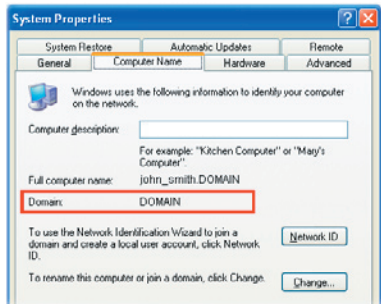 System Properties
System Restore Automatic Updates Remote
General Computer Name Hardware Advanced
Windows uses the following information to identify your computer
on the network.
Computer description:
For example: "Kitchen Computer" or "Mary's
Computer".
Full computer name: john_smith.DOMAIN
Domain: DOMAIN
To use the Network Identification Wizard to join a
domain and create a local user account, click Network
ID.
Network ID
To rename this computer or join a domain, click Change.
Change...